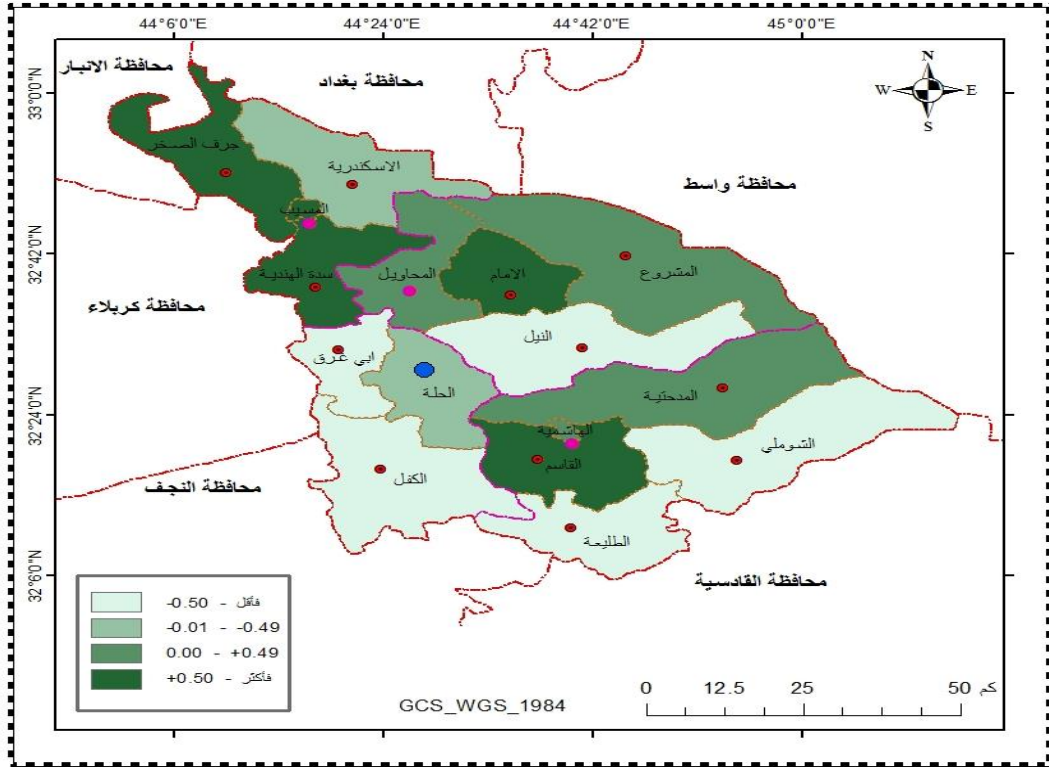 44°6'0"E
44°24'0"E
44°42'0"E
45°0'0"E
محافظة الانبار
محافظة بغداد
N
W
E
S
33°0'0"N
جرف الصخر
الاسكندرية
محافظة واسط
المسيب
32°42'0"N
سدة الهندية
المحاويل
الامام
المشروع
محافظة كربلاء
النيل
ابي غرق
الحلة
المدحتية
32°24'0"N
الهاشمية
الشوملي
القاسم
الكفل
محافظة النجف
الطليعة
محافظة القادسية
32°6'0"N
-0.50 - فأقل
-0.01 - -0.49
0.00 - +0.49
+0.50 - فأكثر
GCS_WGS_1984
0 12.5 25 50 كم